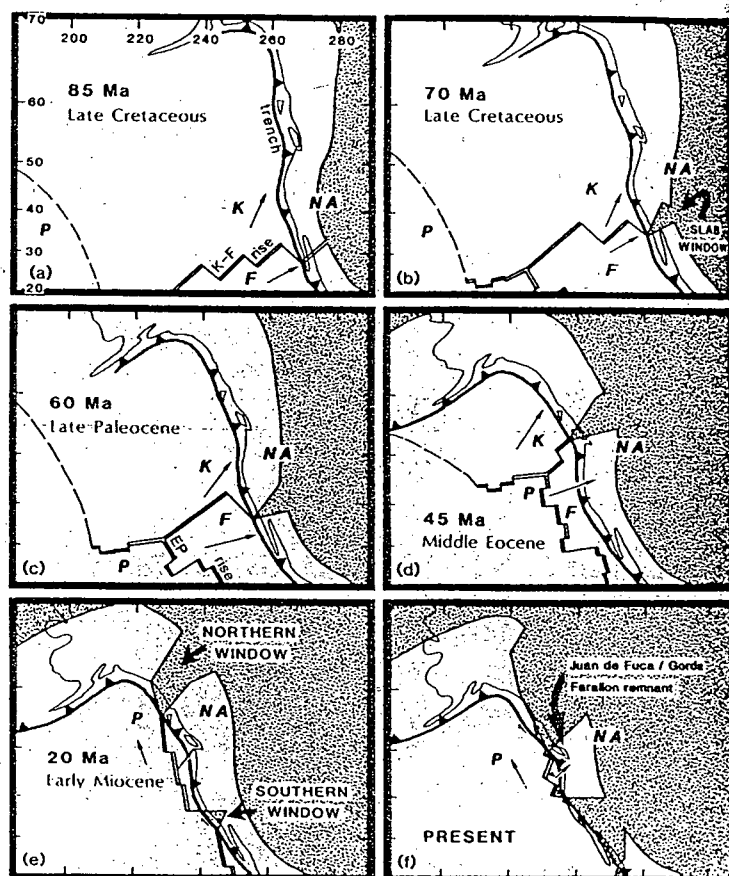 70
200
220
240
260
280
85 Ma
Late Cretaceous
60
50
40
30
20
trench
K
NA
P
K-F rise
F
(a)
70 Ma
Late Cretaceous
NA
K
P
SLAB
WINDOW
F
(b)
60 Ma
Late Paleocene
K
NA
F
P
EP rise
(c)
K
NA
P
F
45 Ma
Middle Eocene
(d)
NORTHERN
WINDOW
P
NA
20 Ma
Early Miocene
SOUTHERN
WINDOW
(e)
Juan de Fuca / Gorda
Farallon remnant
NA
P
PRESENT
(f)